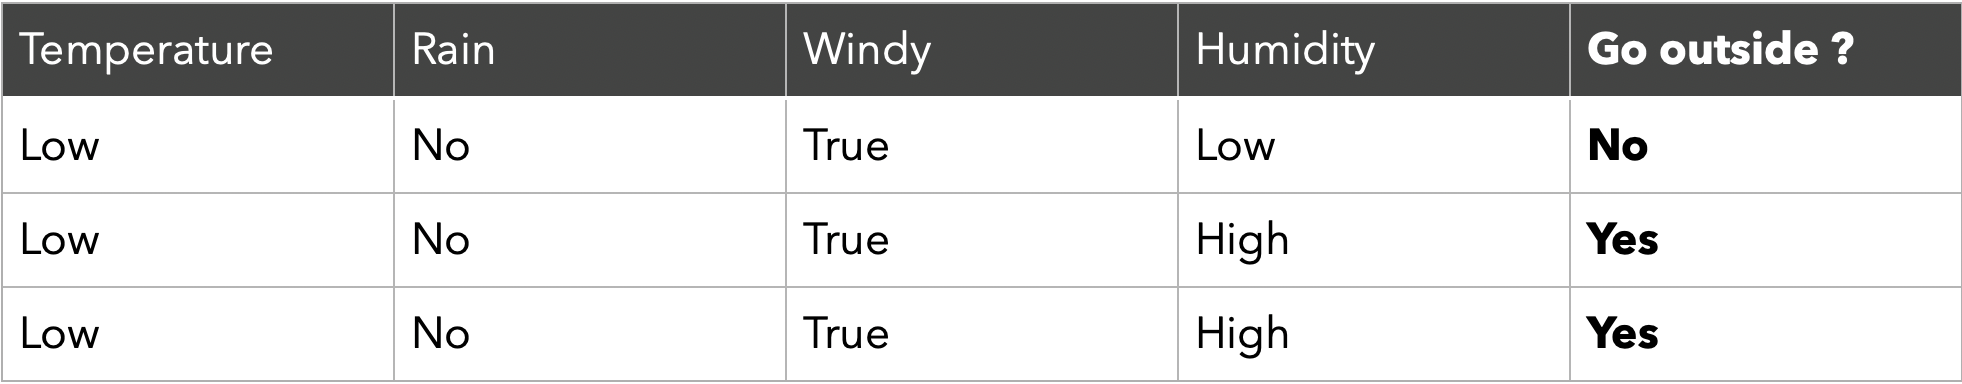 Temperature Rain Windy Humidity Go outside ?
Low No True Low No
Low No True High Yes
Low No True High Yes